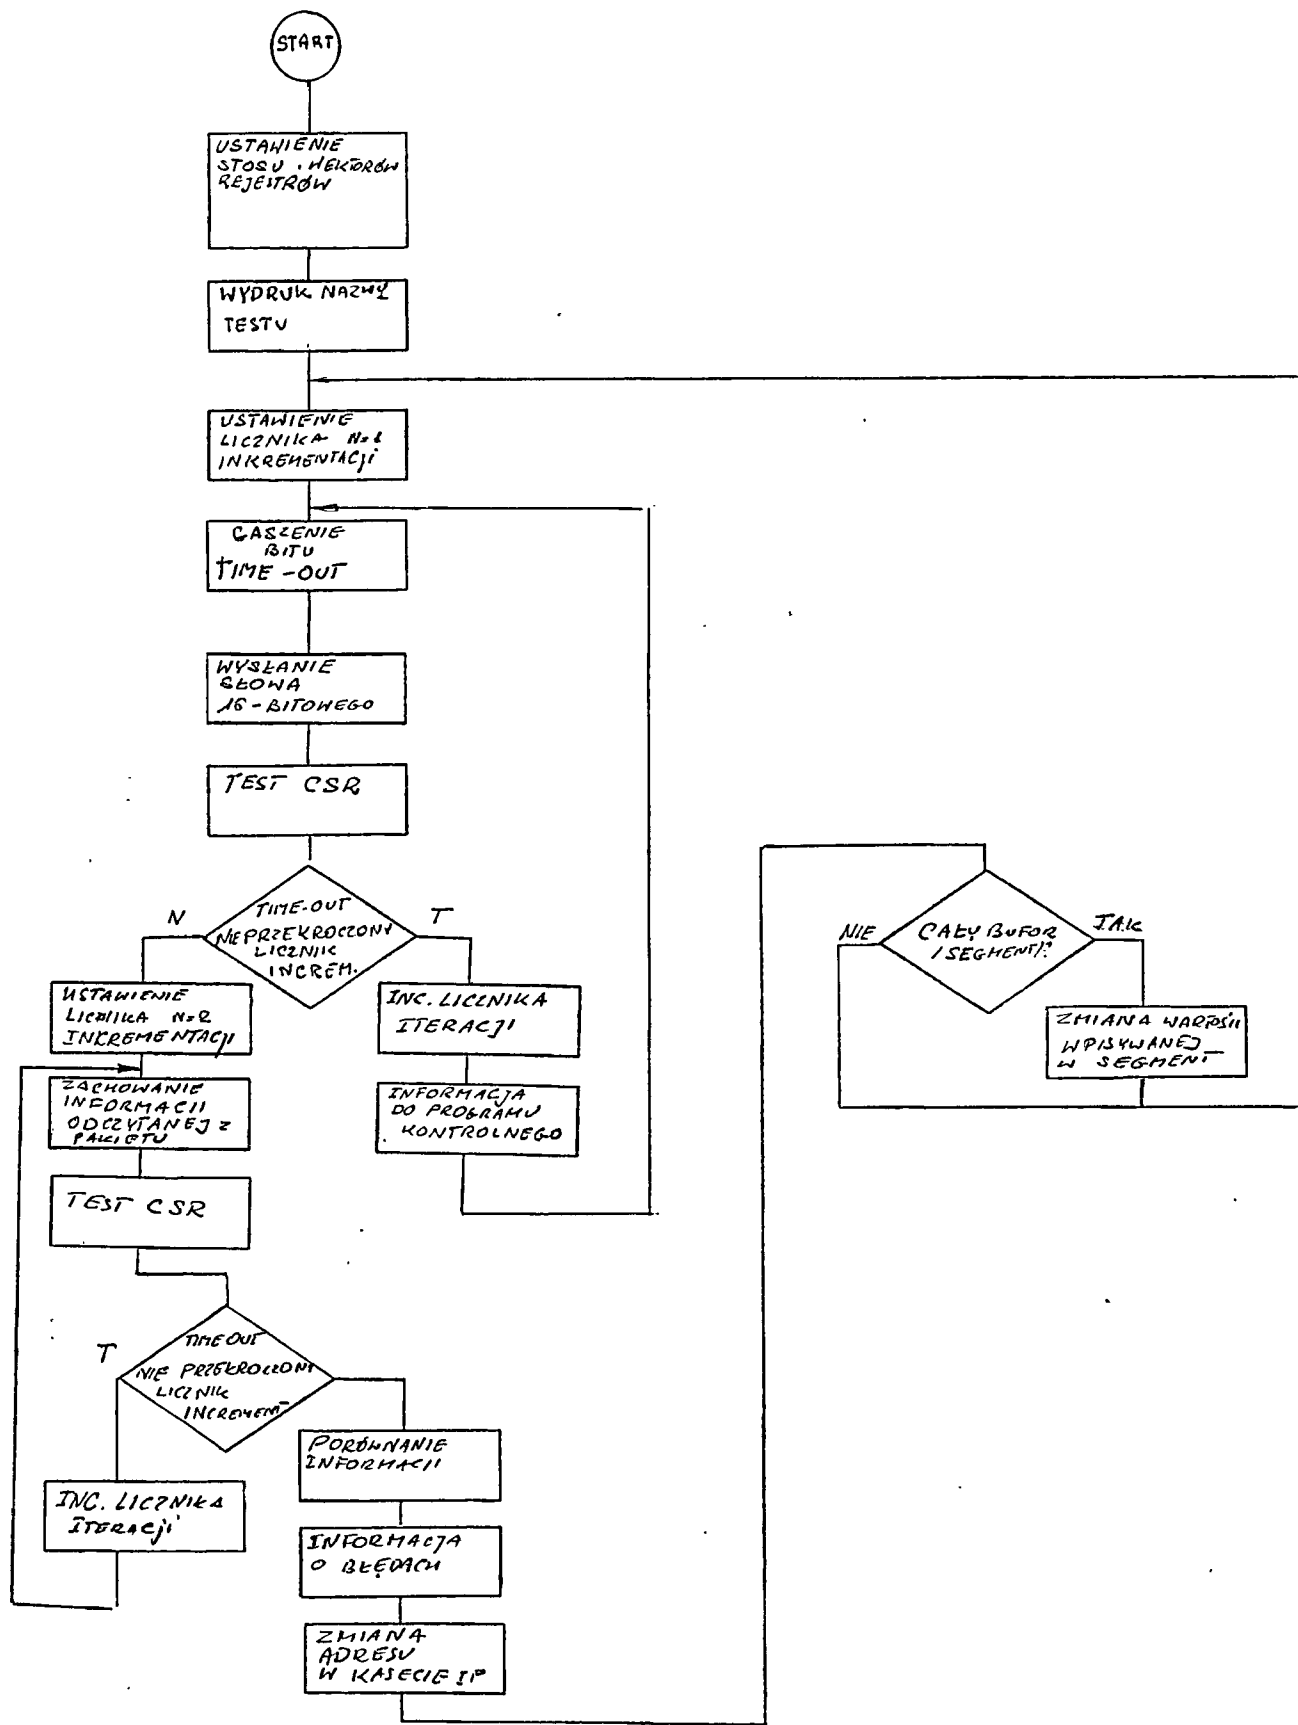 START
USTAWIENIE
STOSU, WEKTORÓW
REJESTRÓW
WYDRUK NAZWY
TESTU
USTAWIENIE
LICZNIKA N=1
INKREMENTACJI
GASZENIE
BITU
TIME-OUT
WYSŁANIE
SŁOWA
16-BITOWEGO
TEST CSR
N
TIME-OUT
T
NIEPRZEKROCZONY
LICZNIK
INCREM.
USTAWIENIE
LICZNIKA N=2
INKREMENTACJI
INC. LICZNIKA
ITERACJI
ZACHOWANIE
INFORMACJI
ODCZYTANEJ Z
PAKIETU
INFORMACJA
DO PROGRAMU
KONTROLNEGO
TEST CSR
T
TIME OUT
NIE PRZEKROCZONY
LICZNIK
INCREMENT
INC. LICZNIKA
ITERACJI
PORÓWNANIE
INFORMACJI
INFORMACJA
O BŁĘDACH
ZMIANA
ADRESU
W KASECIE IP
NIE
CAŁY BUFOR
/SEGMENT/?
TAK
ZMIANA WARTOŚCI
WPISYWANEJ
W SEGMENT